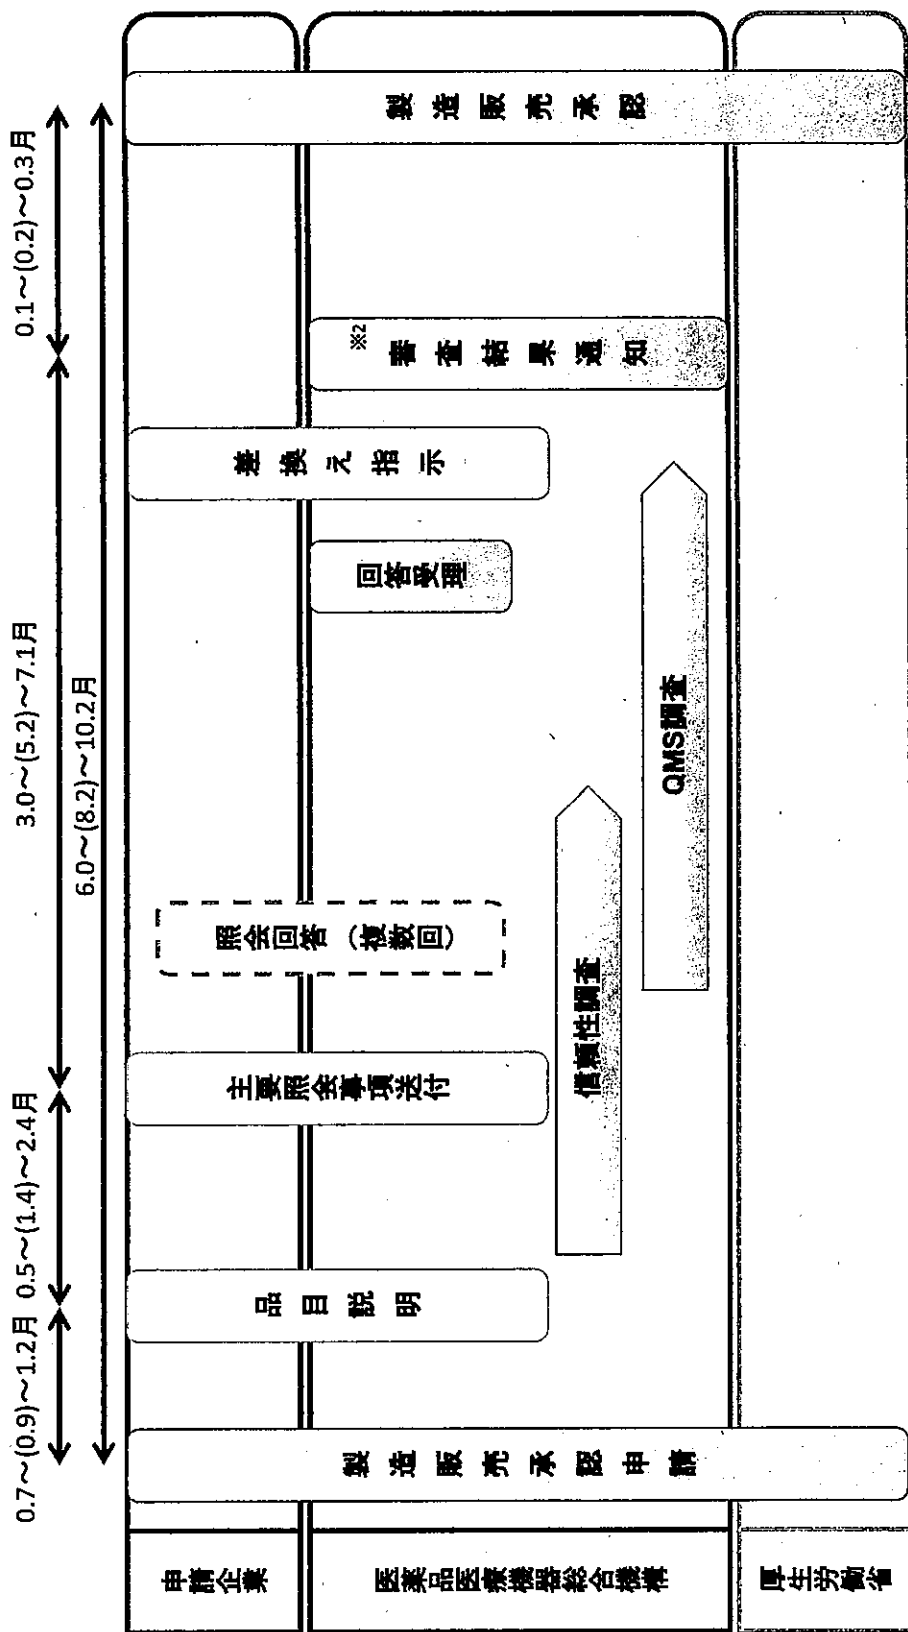 0.7～(0.9)～1.2月
0.5～(1.4)～2.4月
3.0～(5.2)～7.1月
0.1～(0.2)～0.3月
6.0～(8.2)～10.2月
申請企業
医薬品医療機器総合機構
厚生労働省
製造販売承認申請
品目説明
主要照会事項送付
照会回答（複数回）
信頼性調査
QMS調査
回答受理
差換え指示
※2
審査結果通知
製造販売承認